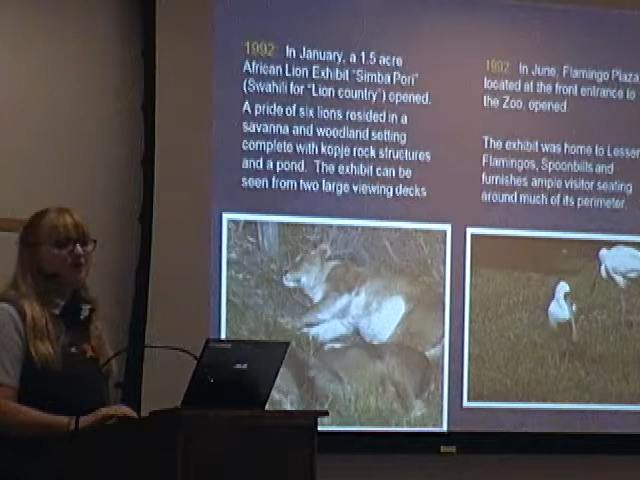 1992: In January, a 1.5 acre
African Lion Exhibit "Simba Pori"
(Swahili for "Lion country") opened.
A pride of six lions resided in a
savanna and woodland setting
complete with kopje rock structures
and a pond. The exhibit can be
seen from two large viewing decks
1992: In June, Flamingo Plaza,
located at the front entrance to
the Zoo, opened.
The exhibit was home to Lesser
Flamingos, Spoonbills and
furnishes ample visitor seating
around much of its perimeter.